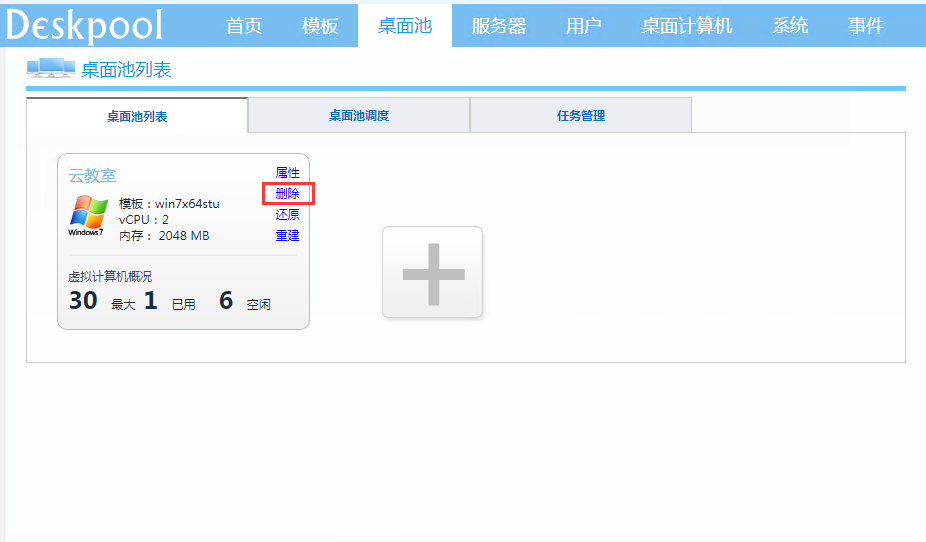 Deskpool 首页 模板 桌面池 服务器 用户 桌面计算机 系统 事件
桌面池列表
桌面池列表 桌面池调度 任务管理
云教室 属性
删除
模板：win7x64stu
还原
vCPU：2
内存： 2048 MB 重建
Windows7
虚拟计算机概况
30 最大 1 已用 6 空闲